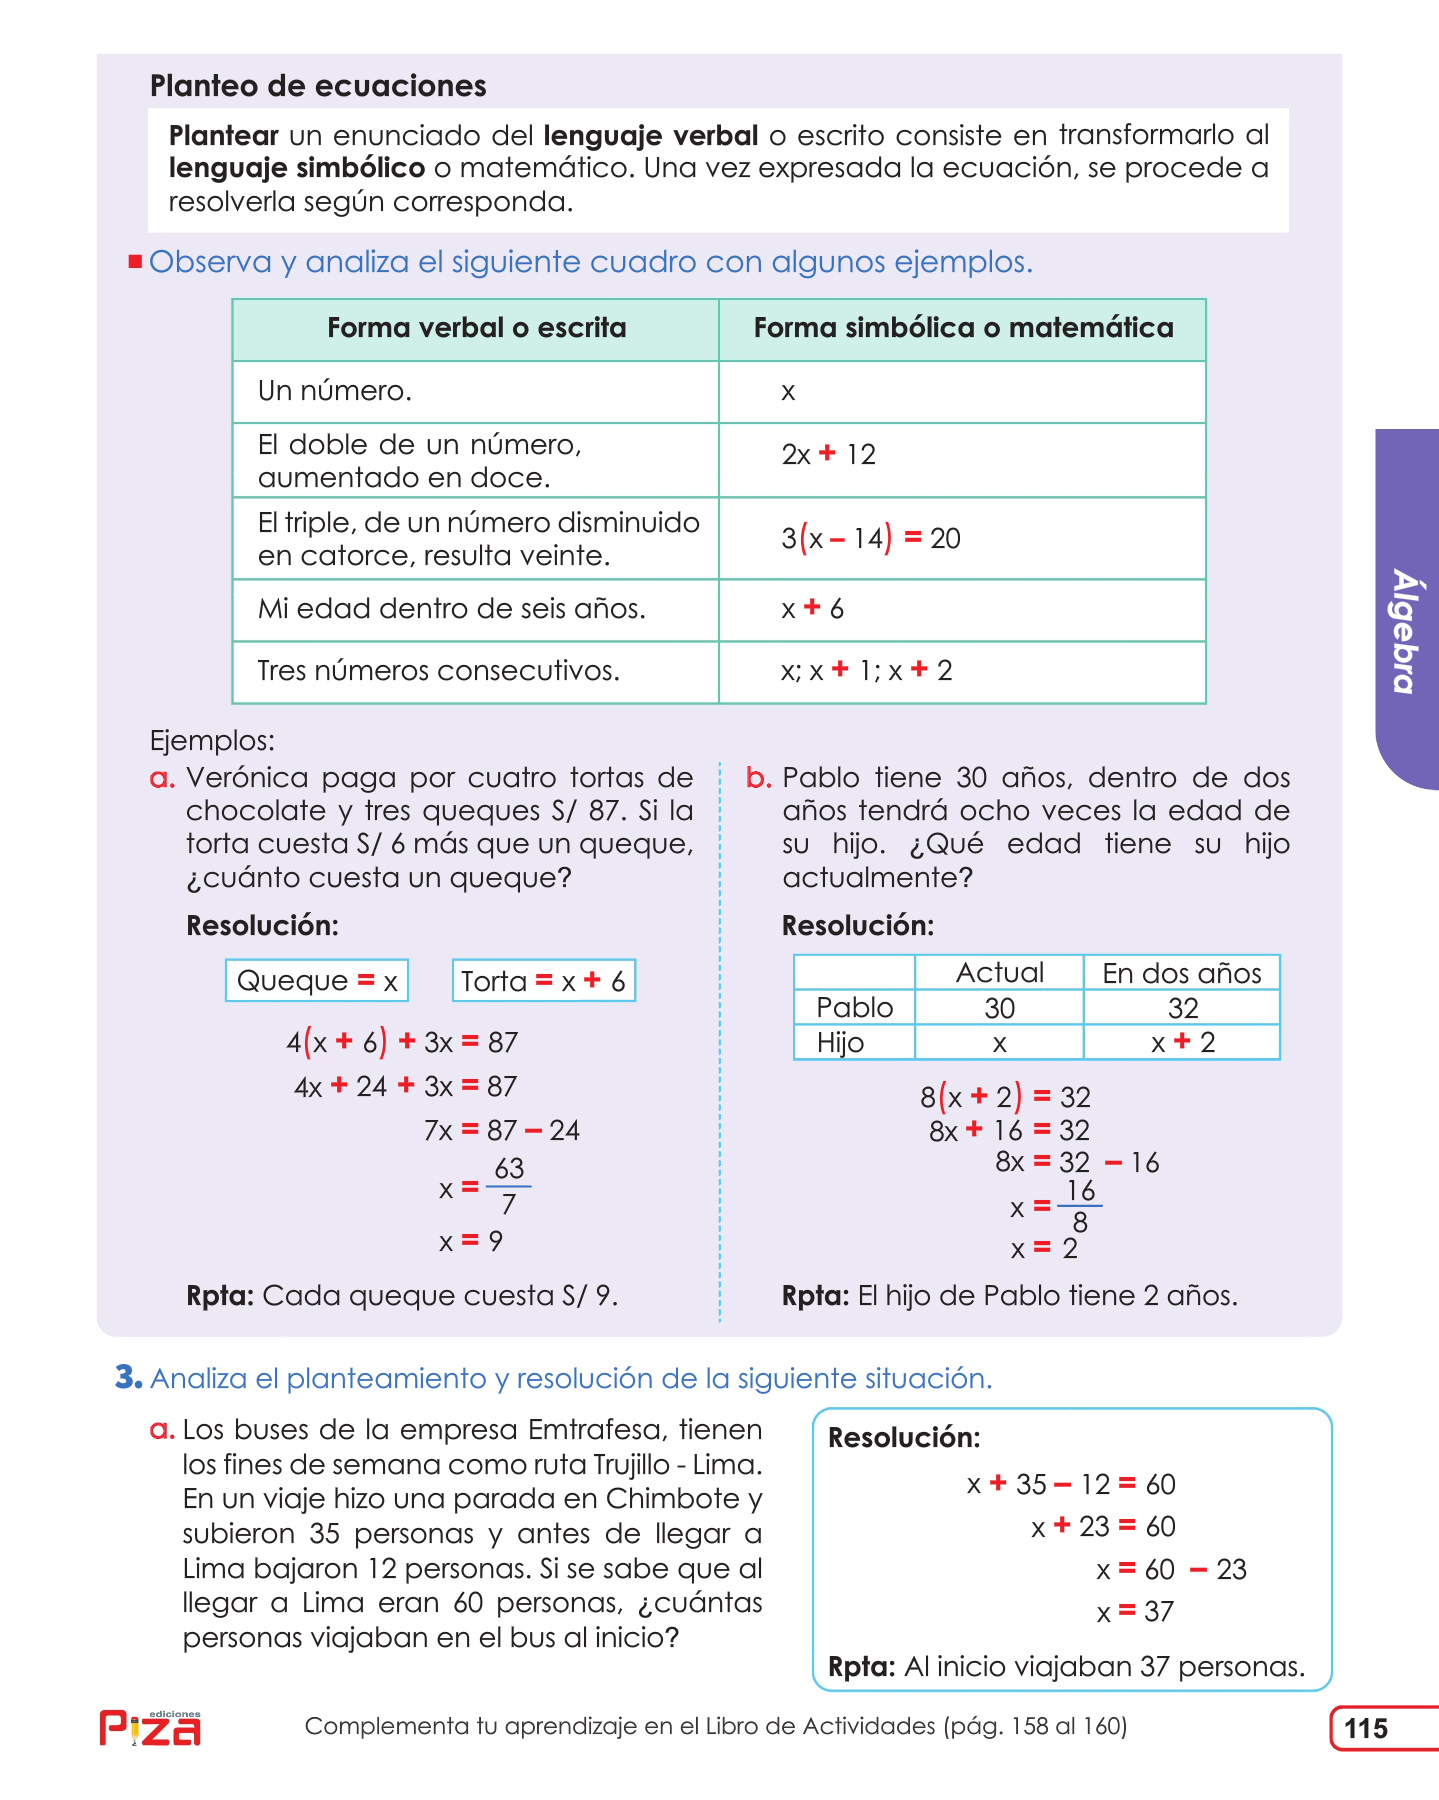 Planteo de ecuaciones
Plantear un enunciado del lenguaje verbal o escrito consiste en transformarlo al
lenguaje simbólico o matemático. Una vez expresada la ecuación, se procede a
resolverla según corresponda.
Observa y analiza el siguiente cuadro con algunos ejemplos.
Forma verbal o escrita
Forma simbólica o matemática
Un número.
x
El doble de un número,
aumentado en doce.
2x + 12
El triple, de un número disminuido
en catorce, resulta veinte.
3(x – 14) = 20
Mi edad dentro de seis años.
x + 6
Tres números consecutivos.
x; x + 1; x + 2
Álgebra
Ejemplos:
a. Verónica paga por cuatro tortas de
chocolate y tres queques S/ 87. Si la
torta cuesta S/ 6 más que un queque,
¿cuánto cuesta un queque?
Resolución:
Queque = x
Torta = x + 6
4(x + 6) + 3x = 87
4x + 24 + 3x = 87
7x = 87 – 24
x = 63/7
x = 9
Rpta: Cada queque cuesta S/ 9.
b. Pablo tiene 30 años, dentro de dos
años tendrá ocho veces la edad de
su hijo. ¿Qué edad tiene su hijo
actualmente?
Resolución:
Actual En dos años
Pablo 30 32
Hijo x x + 2
8(x + 2) = 32
8x + 16 = 32
8x = 32 – 16
x = 16/8
x = 2
Rpta: El hijo de Pablo tiene 2 años.
3. Analiza el planteamiento y resolución de la siguiente situación.
a. Los buses de la empresa Emtrafesa, tienen
los fines de semana como ruta Trujillo - Lima.
En un viaje hizo una parada en Chimbote y
subieron 35 personas y antes de llegar a
Lima bajaron 12 personas. Si se sabe que al
llegar a Lima eran 60 personas, ¿cuántas
personas viajaban en el bus al inicio?
Resolución:
x + 35 – 12 = 60
x + 23 = 60
x = 60 – 23
x = 37
Rpta: Al inicio viajaban 37 personas.
ediciones
Piza
Complementa tu aprendizaje en el Libro de Actividades (pág. 158 al 160)
115